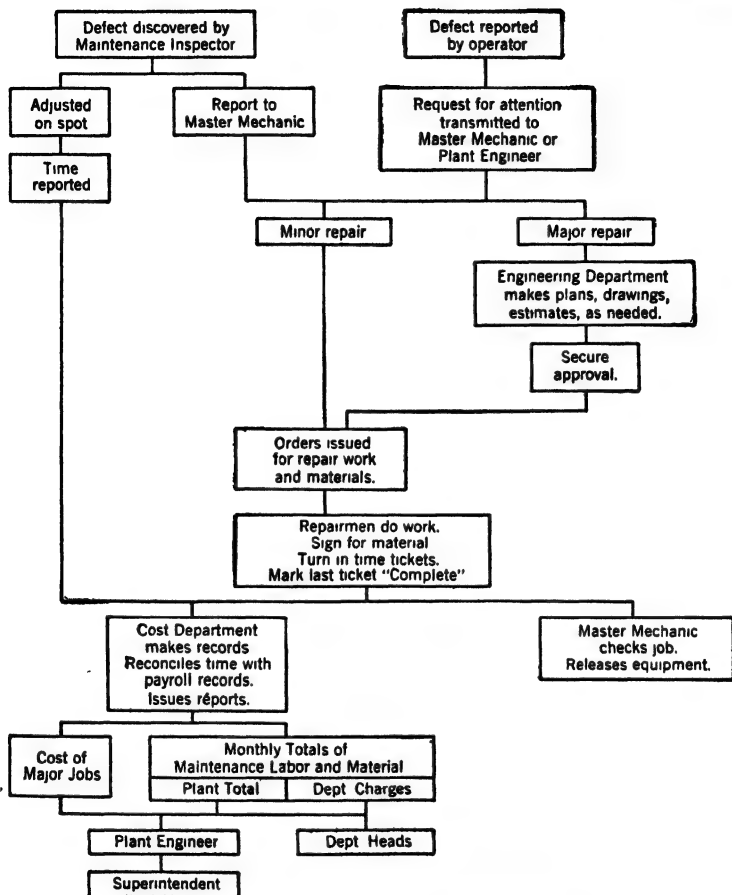 Defect discovered by
Maintenance Inspector
Defect reported
by operator
Adjusted
on spot
Report to
Master Mechanic
Request for attention
transmitted to
Master Mechanic or
Plant Engineer
Time
reported
Minor repair
Major repair
Engineering Department
makes plans, drawings,
estimates, as needed.
Secure
approval.
Orders issued
for repair work
and materials.
Repairmen do work.
Sign for material
Turn in time tickets.
Mark last ticket "Complete"
Cost Department
makes records
Reconciles time with
payroll records.
Issues reports.
Master Mechanic
checks job.
Releases equipment.
Cost of
Major Jobs
Monthly Totals of
Maintenance Labor and Material
Plant Total
Dept Charges
Plant Engineer
Dept Heads
Superintendent